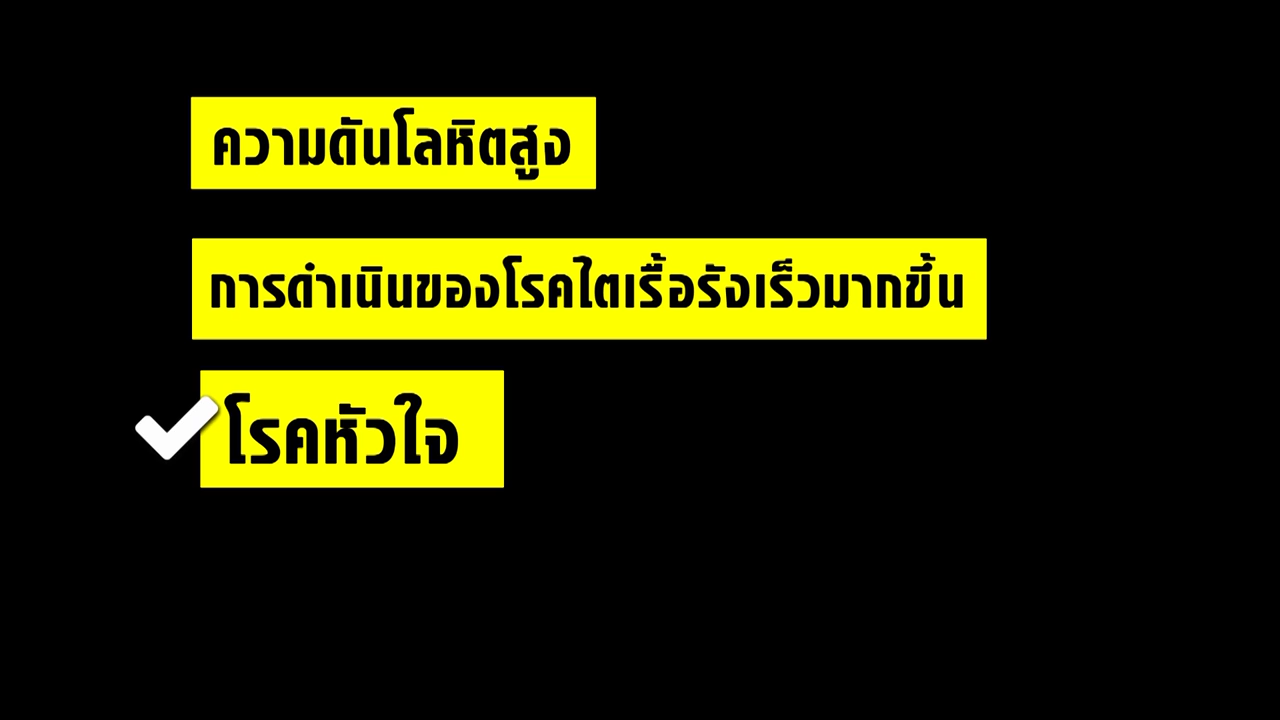 ความดันโลหิตสูง
การดำเนินของโรคไตเรื้อรังเร็วมากขึ้น
โรคหัวใจ